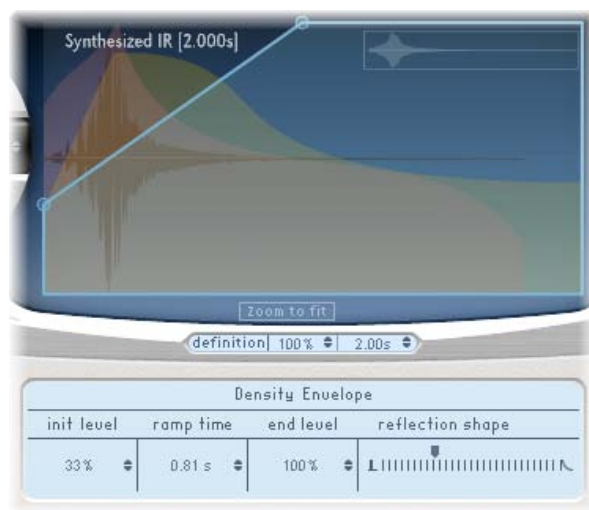 Synthesized IR [2.000s]
Zoom to fit
definition 100% 2.00s
Density Envelope
init level ramp time end level reflection shape
33% 0.81 s 100%